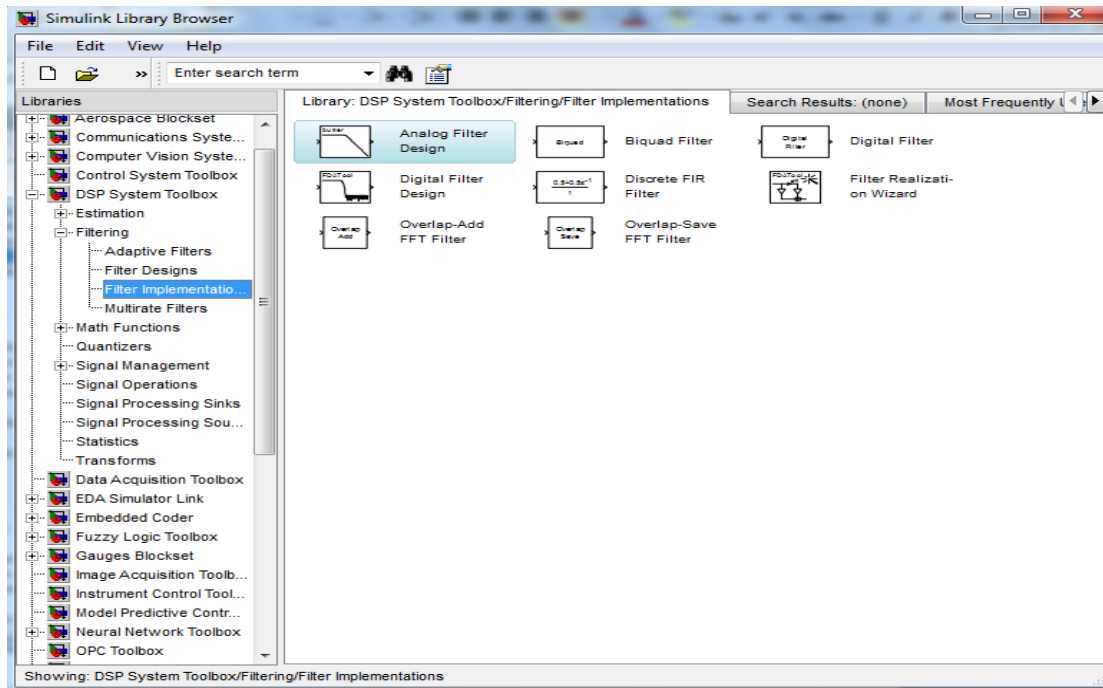 Simulink Library Browser
File Edit View Help
» Enter search term
Libraries
Library: DSP System Toolbox/Filtering/Filter Implementations
Search Results: (none)
Most Frequently
Aerospace Blockset
Communications Syste...
Computer Vision Syste...
Control System Toolbox
DSP System Toolbox
Estimation
Filtering
Adaptive Filters
Filter Designs
Filter Implementatio...
Multirate Filters
Math Functions
Quantizers
Signal Management
Signal Operations
Signal Processing Sinks
Signal Processing Sou...
Statistics
Transforms
Data Acquisition Toolbox
EDA Simulator Link
Embedded Coder
Fuzzy Logic Toolbox
Gauges Blockset
Image Acquisition Toolb...
Instrument Control Tool...
Model Predictive Contr...
Neural Network Toolbox
OPC Toolbox
butter
Analog Filter
Design
Biquad
Biquad Filter
Digital
Filter
Digital Filter
FDATool
Digital Filter
Design
Discrete FIR
Filter
FDATool
Filter Realizati-
on Wizard
Overlap
Add
Overlap-Add
FFT Filter
Overlap
Save
Overlap-Save
FFT Filter
Showing: DSP System Toolbox/Filtering/Filter Implementations